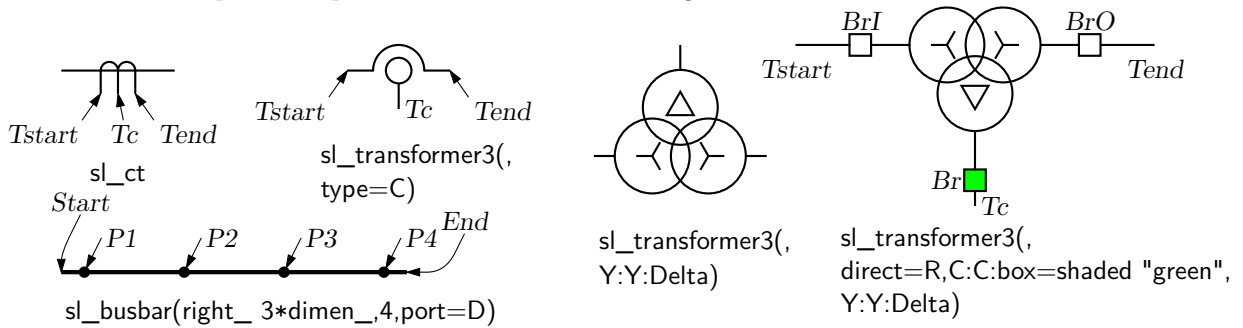 BrI
BrO
Tstart
Tend
Tstart
Tc
Tend
Tstart
Tc
Tend
sl_ct
sl_transformer3(,
type=C)
Br
Tc
Start
P1
P2
P3
P4
End
sl_busbar(right_ 3*dimen_,4,port=D)
sl_transformer3(,
Y:Y:Delta)
sl_transformer3(,
direct=R,C:C:box=shaded "green",
Y:Y:Delta)